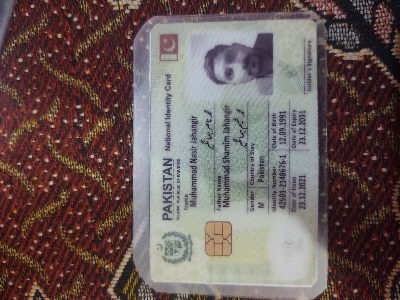 PAKISTAN National Identity Card
ISLAMIC REPUBLIC OF PAKISTAN
Name
Muhammad Nasir Jahangir
Father Name
Muhammad Shamim Jahangir
Gender Country of Stay
M Pakistan
Identity Number Date of Birth
42501-2148676-1 12.09.1991
Date of Issue Date of Expiry
23.12.2021 23.12.2031
Holder's Signature